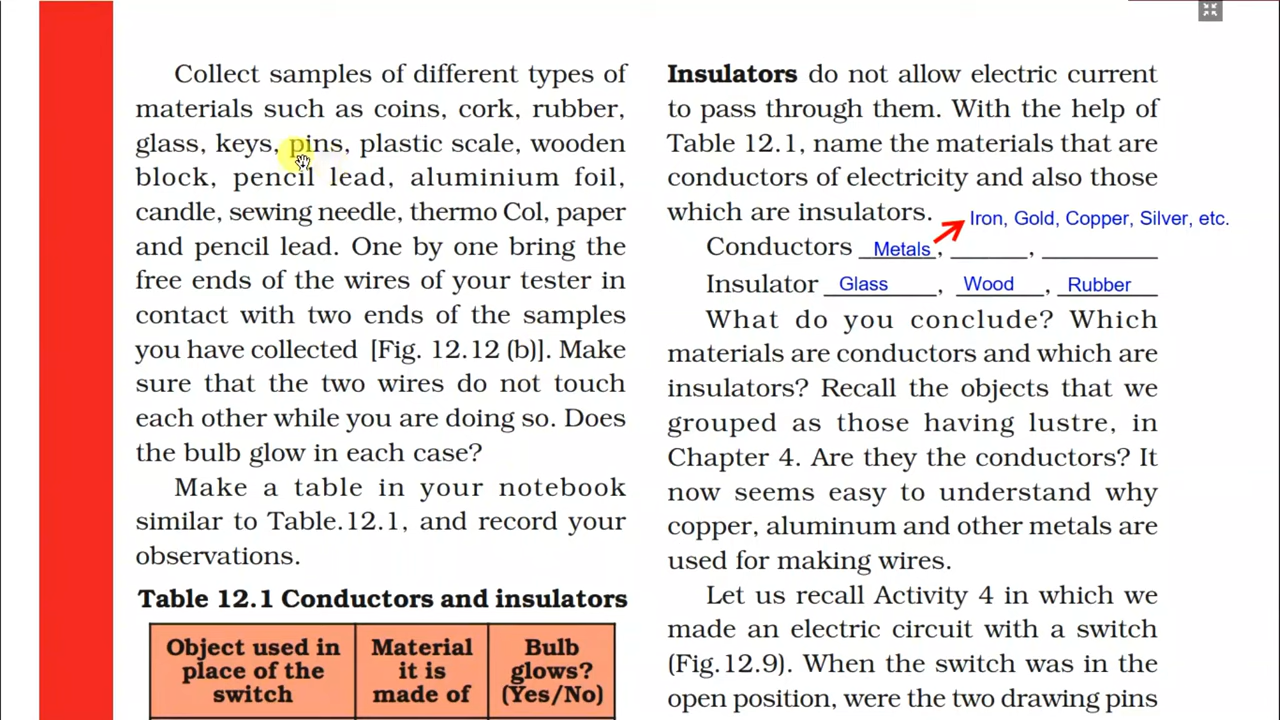 Collect samples of different types of
materials such as coins, cork, rubber,
glass, keys, pins, plastic scale, wooden
block, pencil lead, aluminium foil,
candle, sewing needle, thermo Col, paper
and pencil lead. One by one bring the
free ends of the wires of your tester in
contact with two ends of the samples
you have collected [Fig. 12.12 (b)]. Make
sure that the two wires do not touch
each other while you are doing so. Does
the bulb glow in each case?
Make a table in your notebook
similar to Table.12.1, and record your
observations.
Table 12.1 Conductors and insulators
Object used in
place of the
switch
Material
it is
made of
Bulb
glows?
(Yes/No)
Insulators do not allow electric current
to pass through them. With the help of
Table 12.1, name the materials that are
conductors of electricity and also those
which are insulators.
Iron, Gold, Copper, Silver, etc.
Conductors Metals, ______, __________
Insulator Glass, Wood, Rubber
What do you conclude? Which
materials are conductors and which are
insulators? Recall the objects that we
grouped as those having lustre, in
Chapter 4. Are they the conductors? It
now seems easy to understand why
copper, aluminum and other metals are
used for making wires.
Let us recall Activity 4 in which we
made an electric circuit with a switch
(Fig.12.9). When the switch was in the
open position, were the two drawing pins